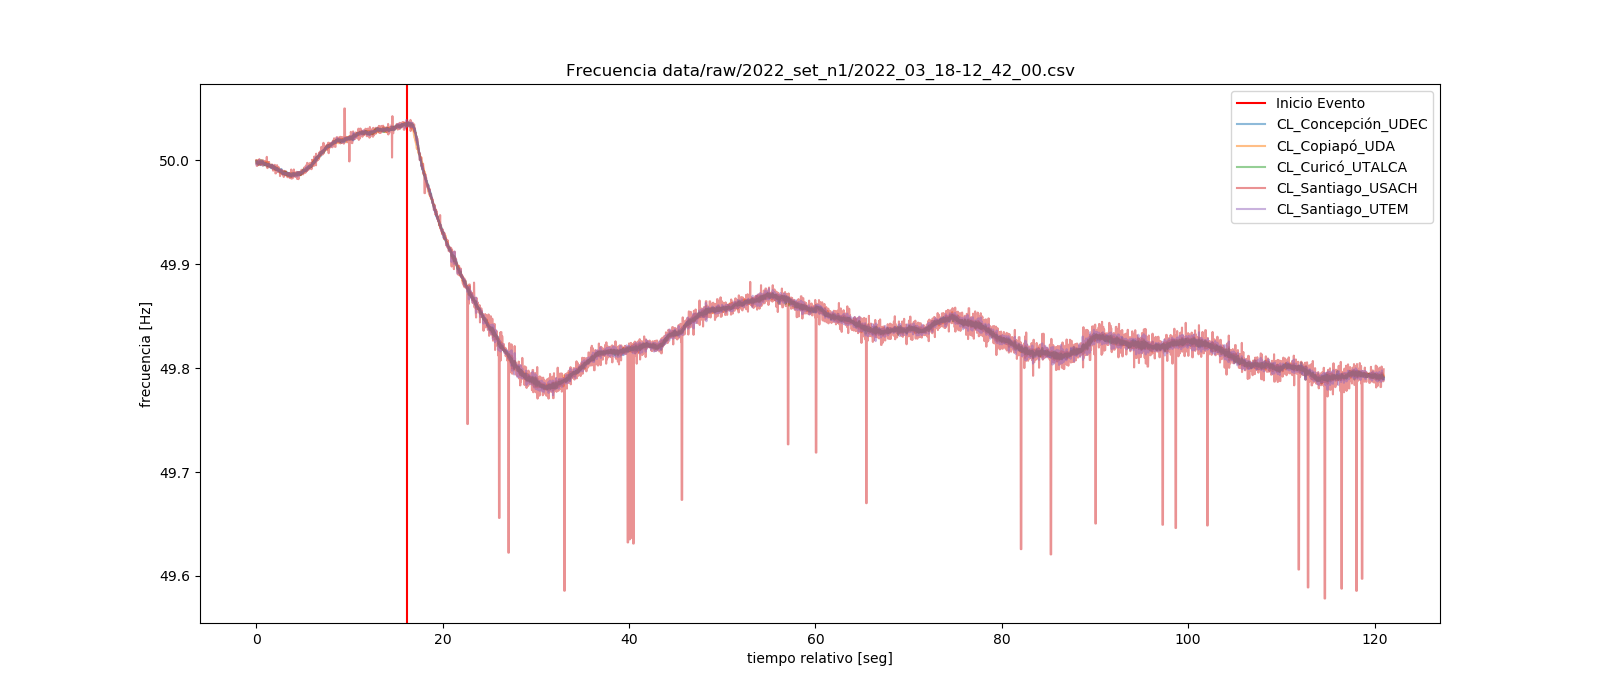 Frecuencia data/raw/2022_set_n1/2022_03_18-12_42_00.csv
Inicio Evento
CL_Concepción_UDEC
CL_Copiapó_UDA
CL_Curicó_UTALCA
CL_Santiago_USACH
CL_Santiago_UTEM
frecuencia [Hz]
50.0
49.9
49.8
49.7
49.6
0 20 40 60 80 100 120
tiempo relativo [seg]